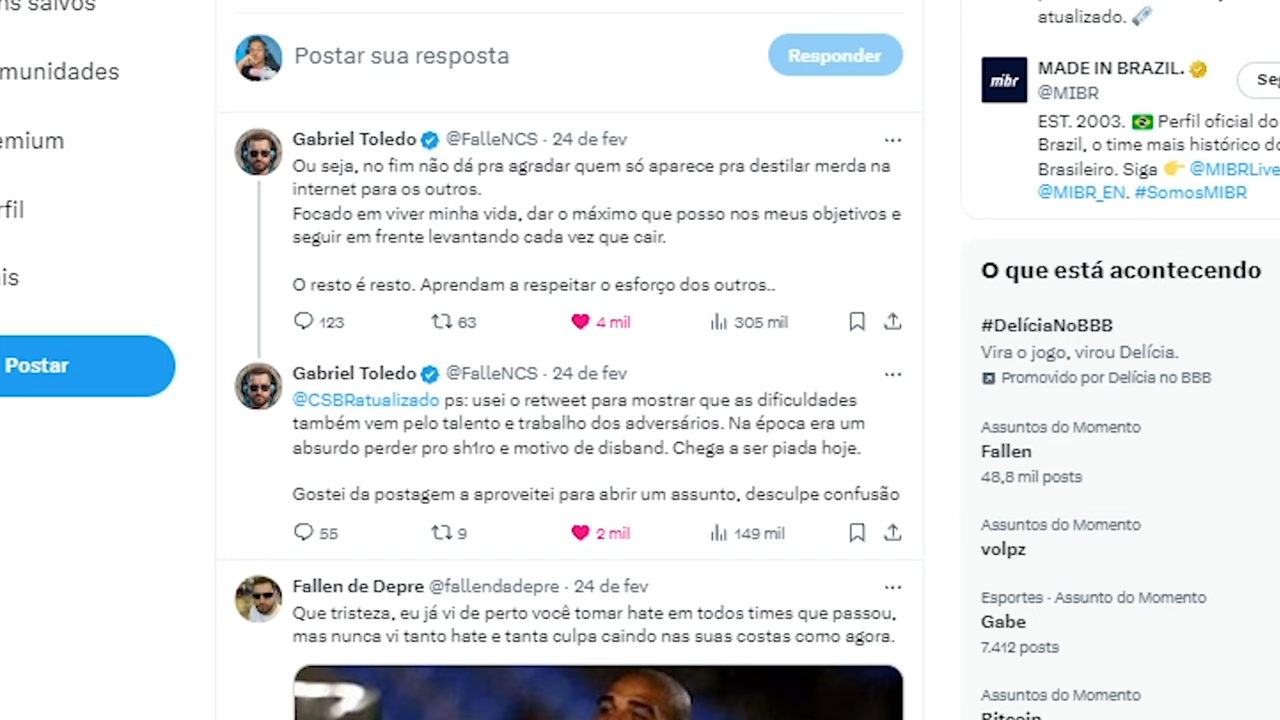 ns salvos
munidades
emium
rfil
is
Postar
Postar sua resposta
Responder
Gabriel Toledo @FalleNCS · 24 de fev
Ou seja, no fim não dá pra agradar quem só aparece pra destilar merda na
internet para os outros.
Focado em viver minha vida, dar o máximo que posso nos meus objetivos e
seguir em frente levantando cada vez que cair.
O resto é resto. Aprendam a respeitar o esforço dos outros..
123 63 4 mil 305 mil
Gabriel Toledo @FalleNCS · 24 de fev
@CSBRatualizado ps: usei o retweet para mostrar que as dificuldades
também vem pelo talento e trabalho dos adversários. Na época era um
absurdo perder pro sh1ro e motivo de disband. Chega a ser piada hoje.
Gostei da postagem a aproveitei para abrir um assunto, desculpe confusão
55 9 2 mil 149 mil
Fallen de Depre @fallendadepre · 24 de fev
Que tristeza, eu já vi de perto você tomar hate em todos times que passou,
mas nunca vi tanto hate e tanta culpa caindo nas suas costas como agora.
atualizado.
mibr
MADE IN BRAZIL.
@MIBR
Seg
EST. 2003. 🇧🇷 Perfil oficial do
Brazil, o time mais histórico do
Brasileiro. Siga 👉 @MIBRLive
@MIBR_EN. #SomosMIBR
O que está acontecendo
#DelíciaNoBBB
Vira o jogo, virou Delícia.
Promovido por Delícia no BBB
Assuntos do Momento
Fallen
48,8 mil posts
Assuntos do Momento
volpz
Esportes · Assunto do Momento
Gabe
7.412 posts
Assuntos do Momento
Bitcoin